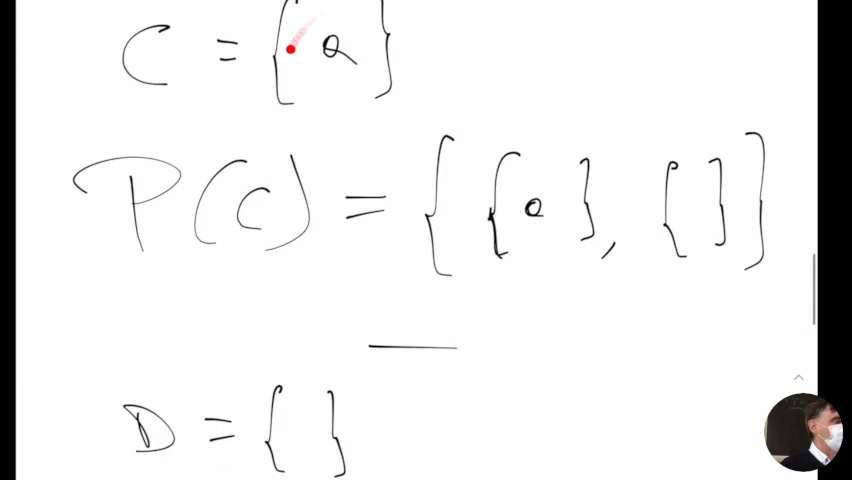 C = { a }
P(C) = { { a }, { } }
D = { }